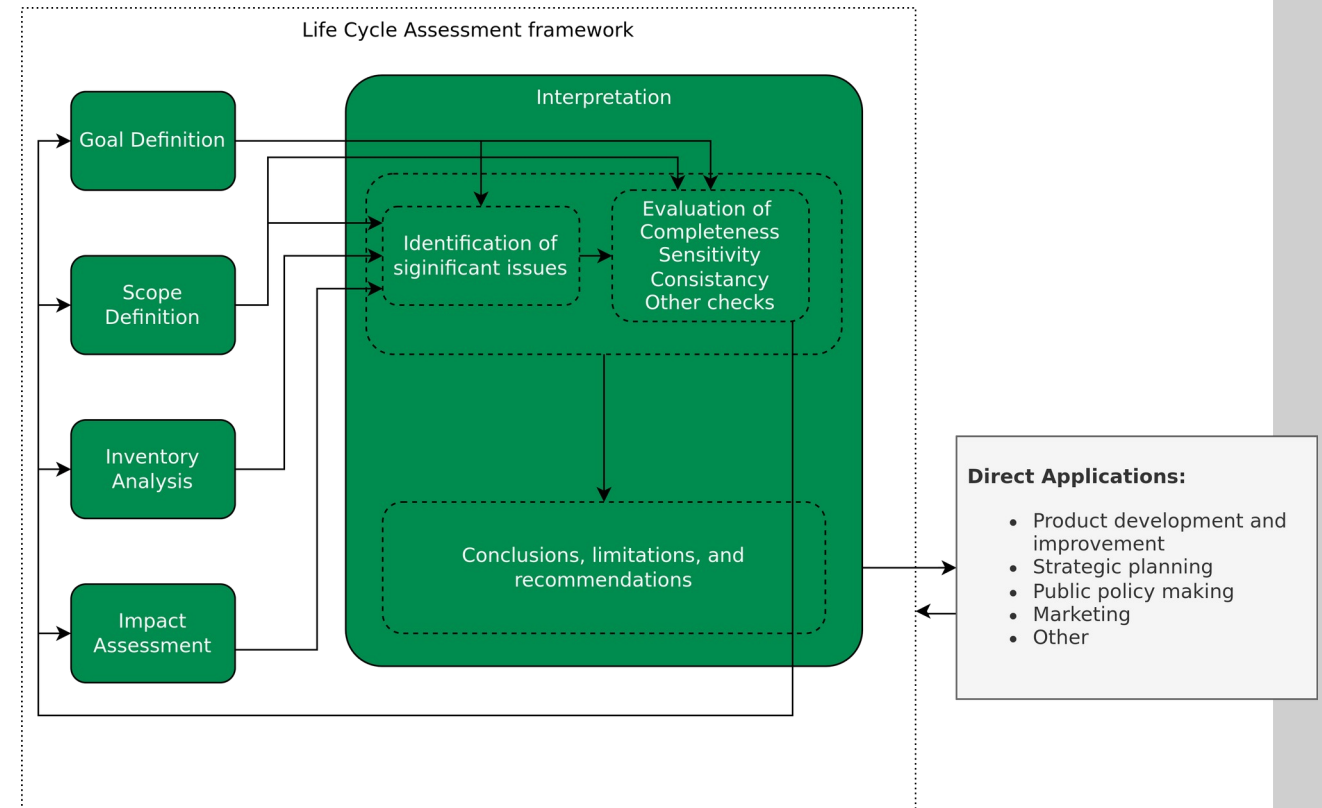 Life Cycle Assessment framework
Interpretation
Goal Definition
Identification of
siginificant issues
Evaluation of
Completeness
Sensitivity
Consistancy
Other checks
Scope
Definition
Inventory
Analysis
Impact
Assessment
Conclusions, limitations, and
recommendations
Direct Applications:
• Product development and
improvement
• Strategic planning
• Public policy making
• Marketing
• Other